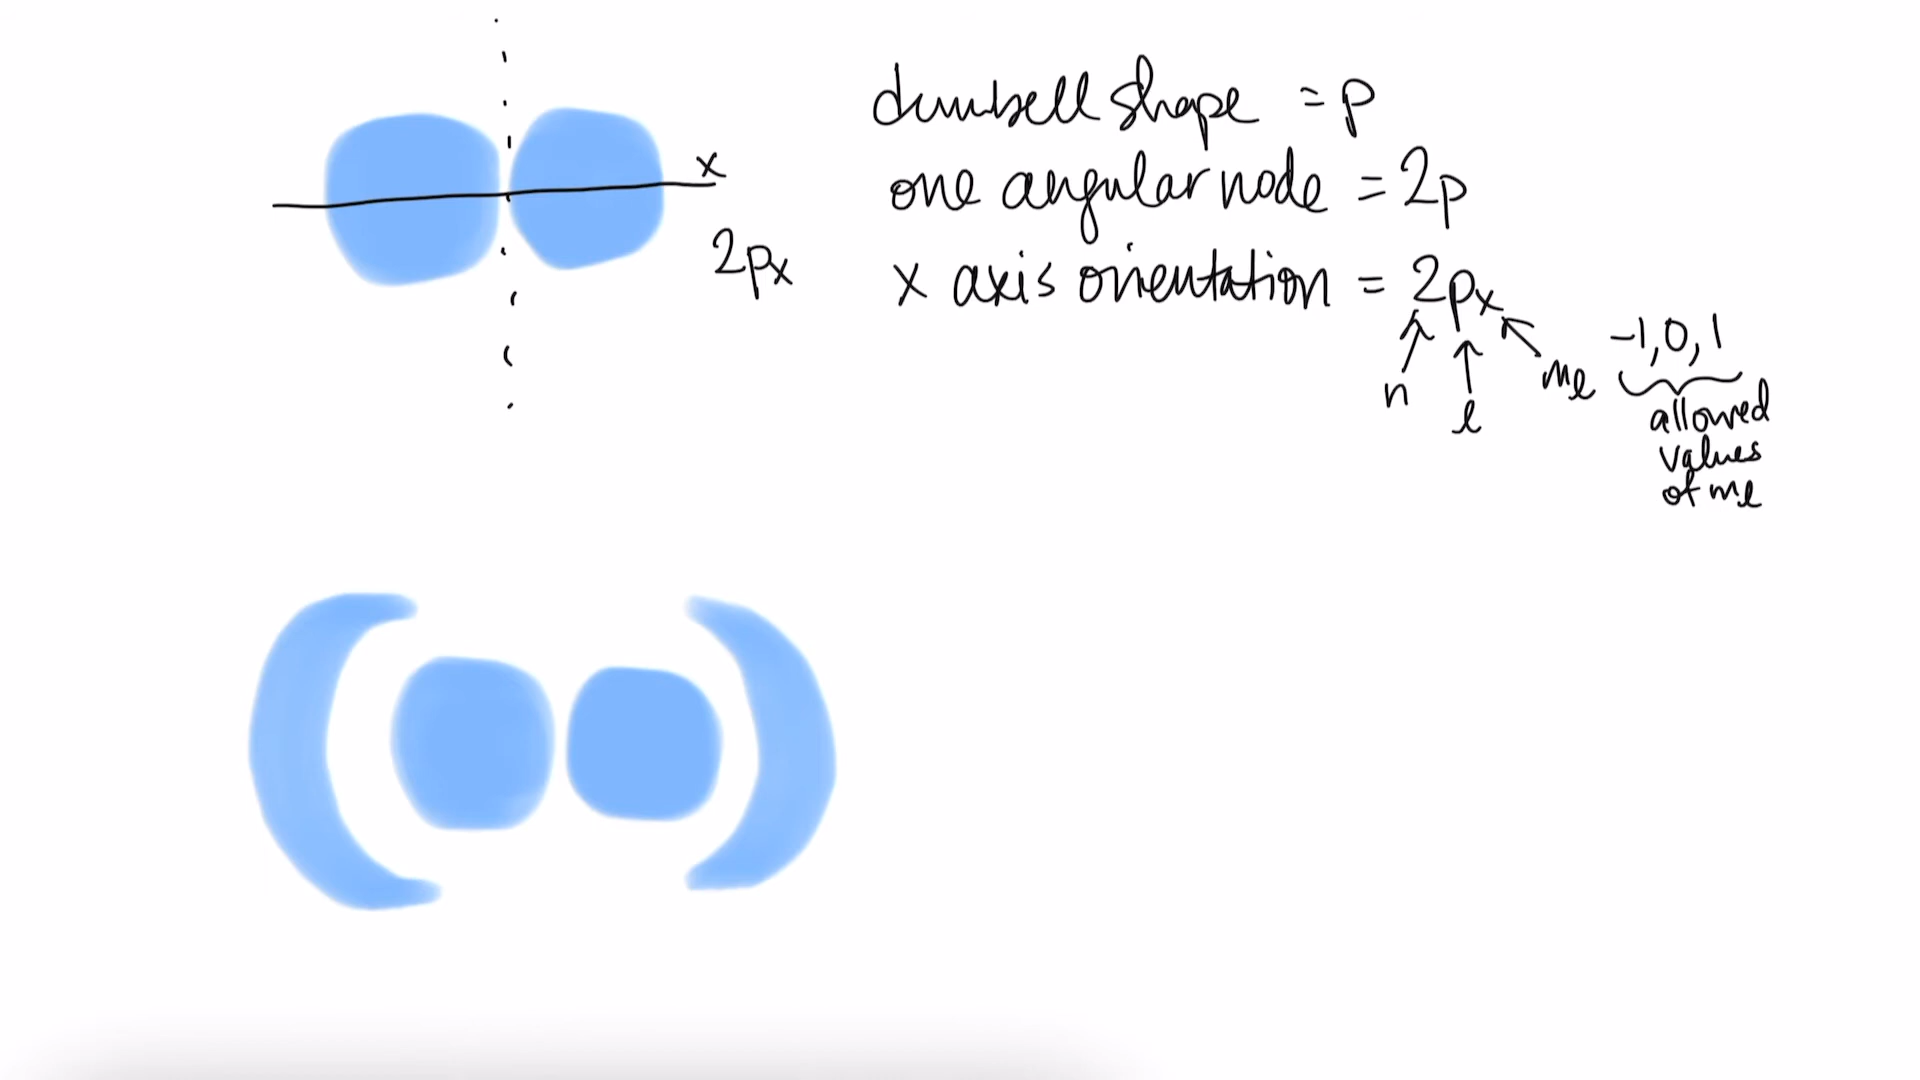 x
2px
dumbell shape = p
one angular node = 2p
x axis orientation = 2px
n
l
ml
-1, 0, 1
allowed
values
of ml